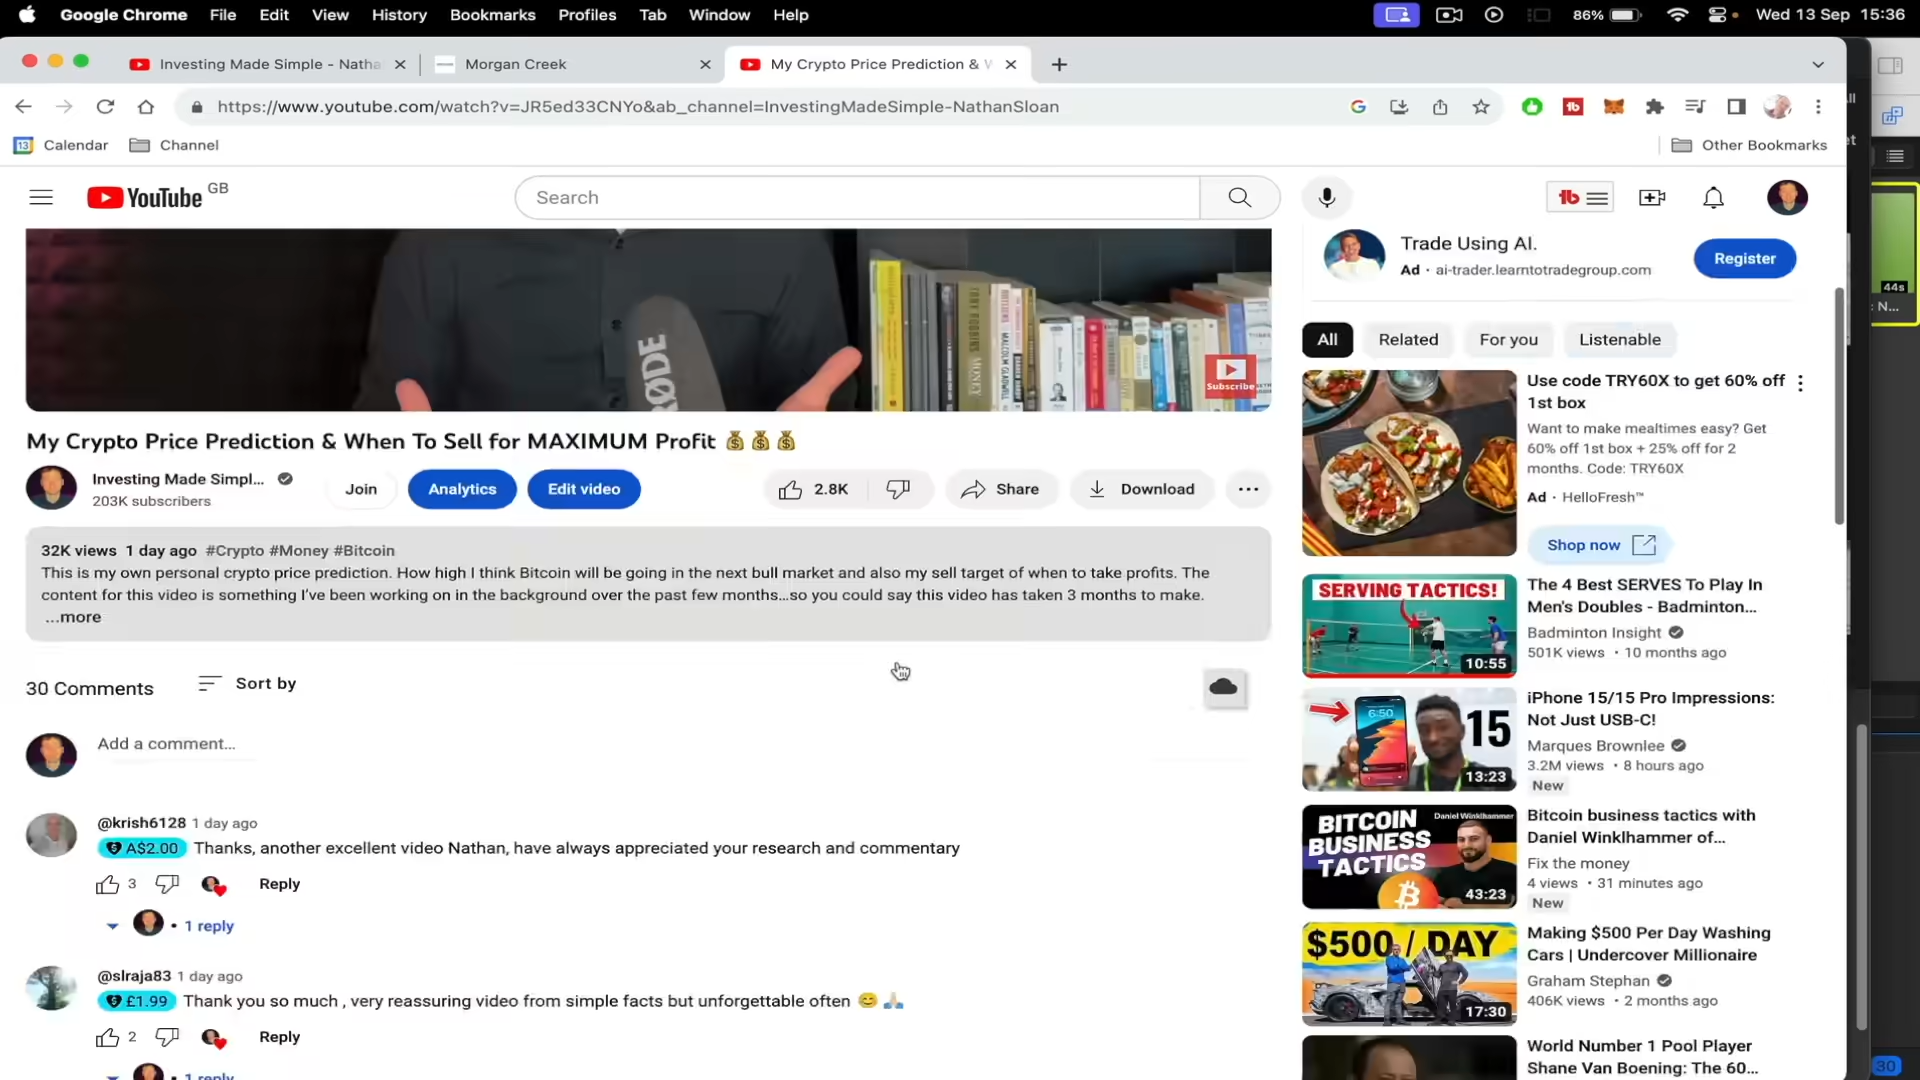 Google Chrome File Edit View History Bookmarks Profiles Tab Window Help 86% Wed 13 Sep 15:36
Investing Made Simple - Natha Morgan Creek My Crypto Price Prediction & W
https://www.youtube.com/watch?v=JR5ed33CNYo&ab_channel=InvestingMadeSimple-NathanSloan
Calendar Channel Other Bookmarks
YouTube GB Search
RØDE
Subscribe
My Crypto Price Prediction & When To Sell for MAXIMUM Profit 💰💰💰
Investing Made Simpl...
203K subscribers
Join Analytics Edit video 2.8K Share Download
32K views 1 day ago #Crypto #Money #Bitcoin
This is my own personal crypto price prediction. How high I think Bitcoin will be going in the next bull market and also my sell target of when to take profits. The
content for this video is something I've been working on in the background over the past few months...so you could say this video has taken 3 months to make.
...more
30 Comments Sort by
Add a comment...
@krish6128 1 day ago
A$2.00 Thanks, another excellent video Nathan, have always appreciated your research and commentary
3 Reply
• 1 reply
@slraja83 1 day ago
£1.99 Thank you so much , very reassuring video from simple facts but unforgettable often 😊🙏
2 Reply
• 1 reply
Trade Using AI.
Ad · ai-trader.learntotradegroup.com
Register
All Related For you Listenable
Use code TRY60X to get 60% off
1st box
Want to make mealtimes easy? Get
60% off 1st box + 25% off for 2
months. Code: TRY60X
Ad · HelloFresh™
Shop now
SERVING TACTICS!
10:55
The 4 Best SERVES To Play In
Men's Doubles - Badminton...
Badminton Insight
501K views • 10 months ago
6:50
15
13:23
iPhone 15/15 Pro Impressions:
Not Just USB-C!
Marques Brownlee
3.2M views • 8 hours ago
New
Daniel Winklhammer
BITCOIN
BUSINESS
TACTICS
43:23
Bitcoin business tactics with
Daniel Winklhammer of...
Fix the money
4 views • 31 minutes ago
New
$500 / DAY
17:30
Making $500 Per Day Washing
Cars | Undercover Millionaire
Graham Stephan
406K views • 2 months ago
World Number 1 Pool Player
Shane Van Boening: The 60...
44s
30